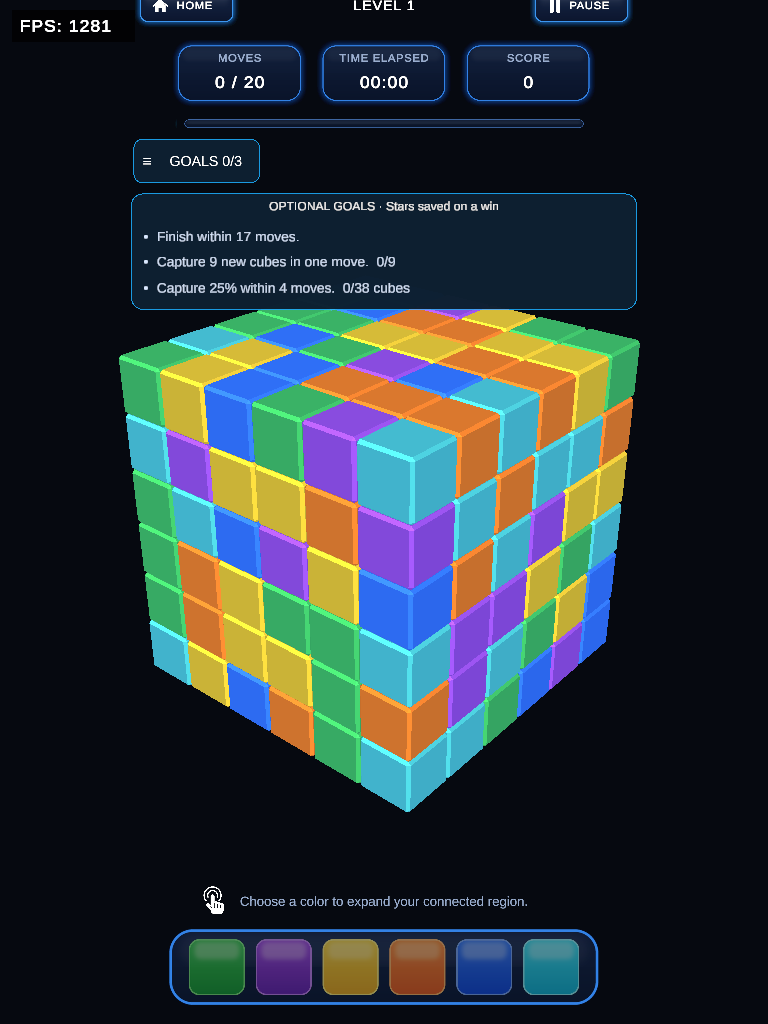 HOME
LEVEL 1
PAUSE
FPS: 1281
MOVES
0 / 20
TIME ELAPSED
00:00
SCORE
0
≡ GOALS 0/3
OPTIONAL GOALS · Stars saved on a win
• Finish within 17 moves.
• Capture 9 new cubes in one move. 0/9
• Capture 25% within 4 moves. 0/38 cubes
Choose a color to expand your connected region.